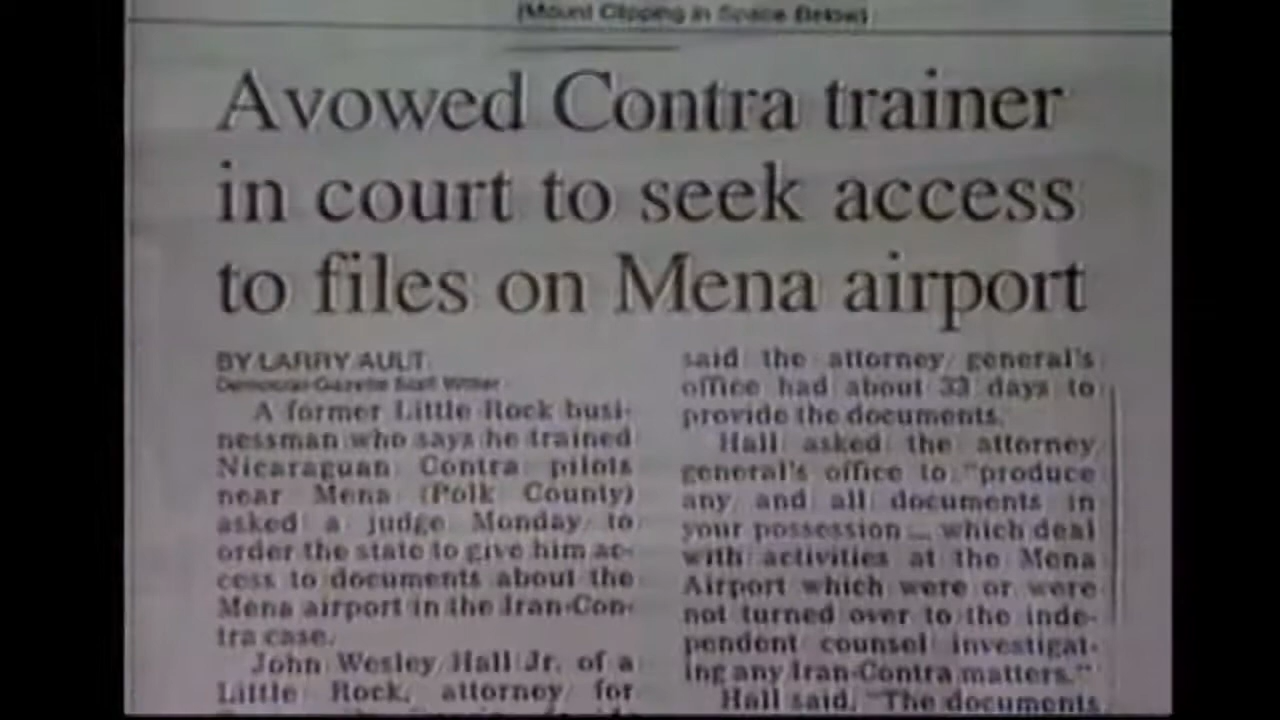 (Mount Clipping in Space Below)
Avowed Contra trainer
in court to seek access
to files on Mena airport
BY LARRY AULT
Democrat-Gazette Staff Writer
A former Little Rock busi-
nessman who says he trained
Nicaraguan Contra pilots
near Mena (Polk County)
asked a judge Monday to
order the state to give him ac-
cess to documents about the
Mena airport in the Iran-Con-
tra case.
John Wesley Hall Jr. of a
Little Rock, attorney for
said the attorney general's
office had about 33 days to
provide the documents.
Hall asked the attorney
general's office to "produce
any and all documents in
your possession ... which deal
with activities at the Mena
Airport which were or were
not turned over to the inde-
pendent counsel investigat-
ing any Iran-Contra matters."
Hall said, "The documents